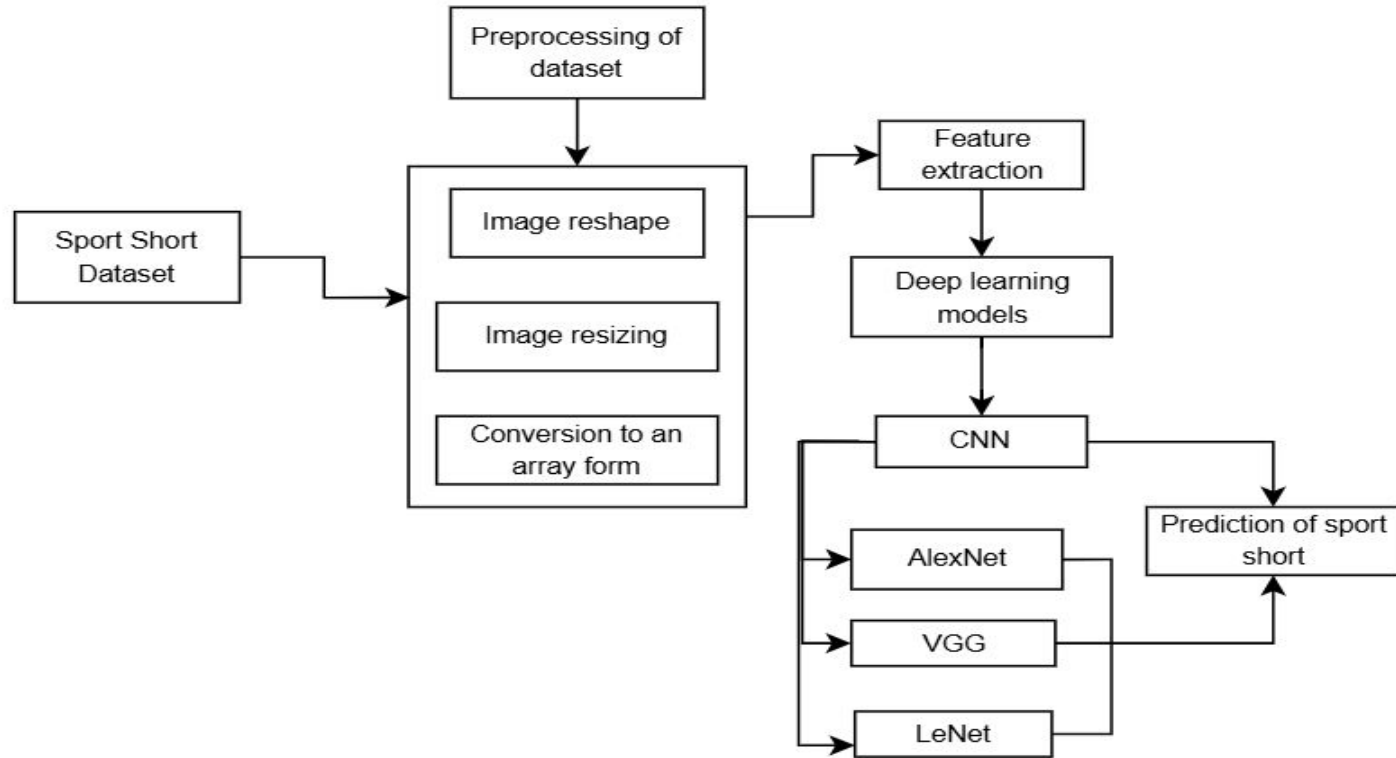 Preprocessing of
dataset
Sport Short
Dataset
Image reshape
Image resizing
Conversion to an
array form
Feature
extraction
Deep learning
models
CNN
AlexNet
VGG
LeNet
Prediction of sport
short